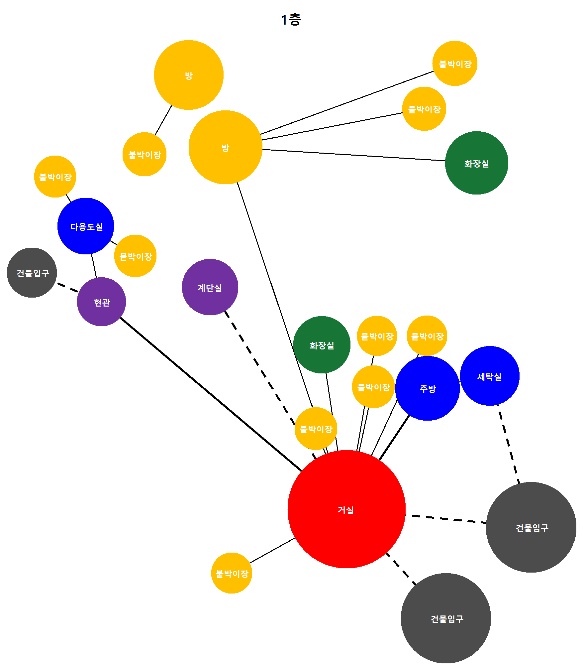 1층
붙박이장
방
붙박이장
방
붙박이장
화장실
붙박이장
다용도실
붙박이장
건물입구
계단실
현관
화장실
붙박이장
붙박이장
세탁실
붙박이장
주방
붙박이장
거실
건물입구
붙박이장
건물입구